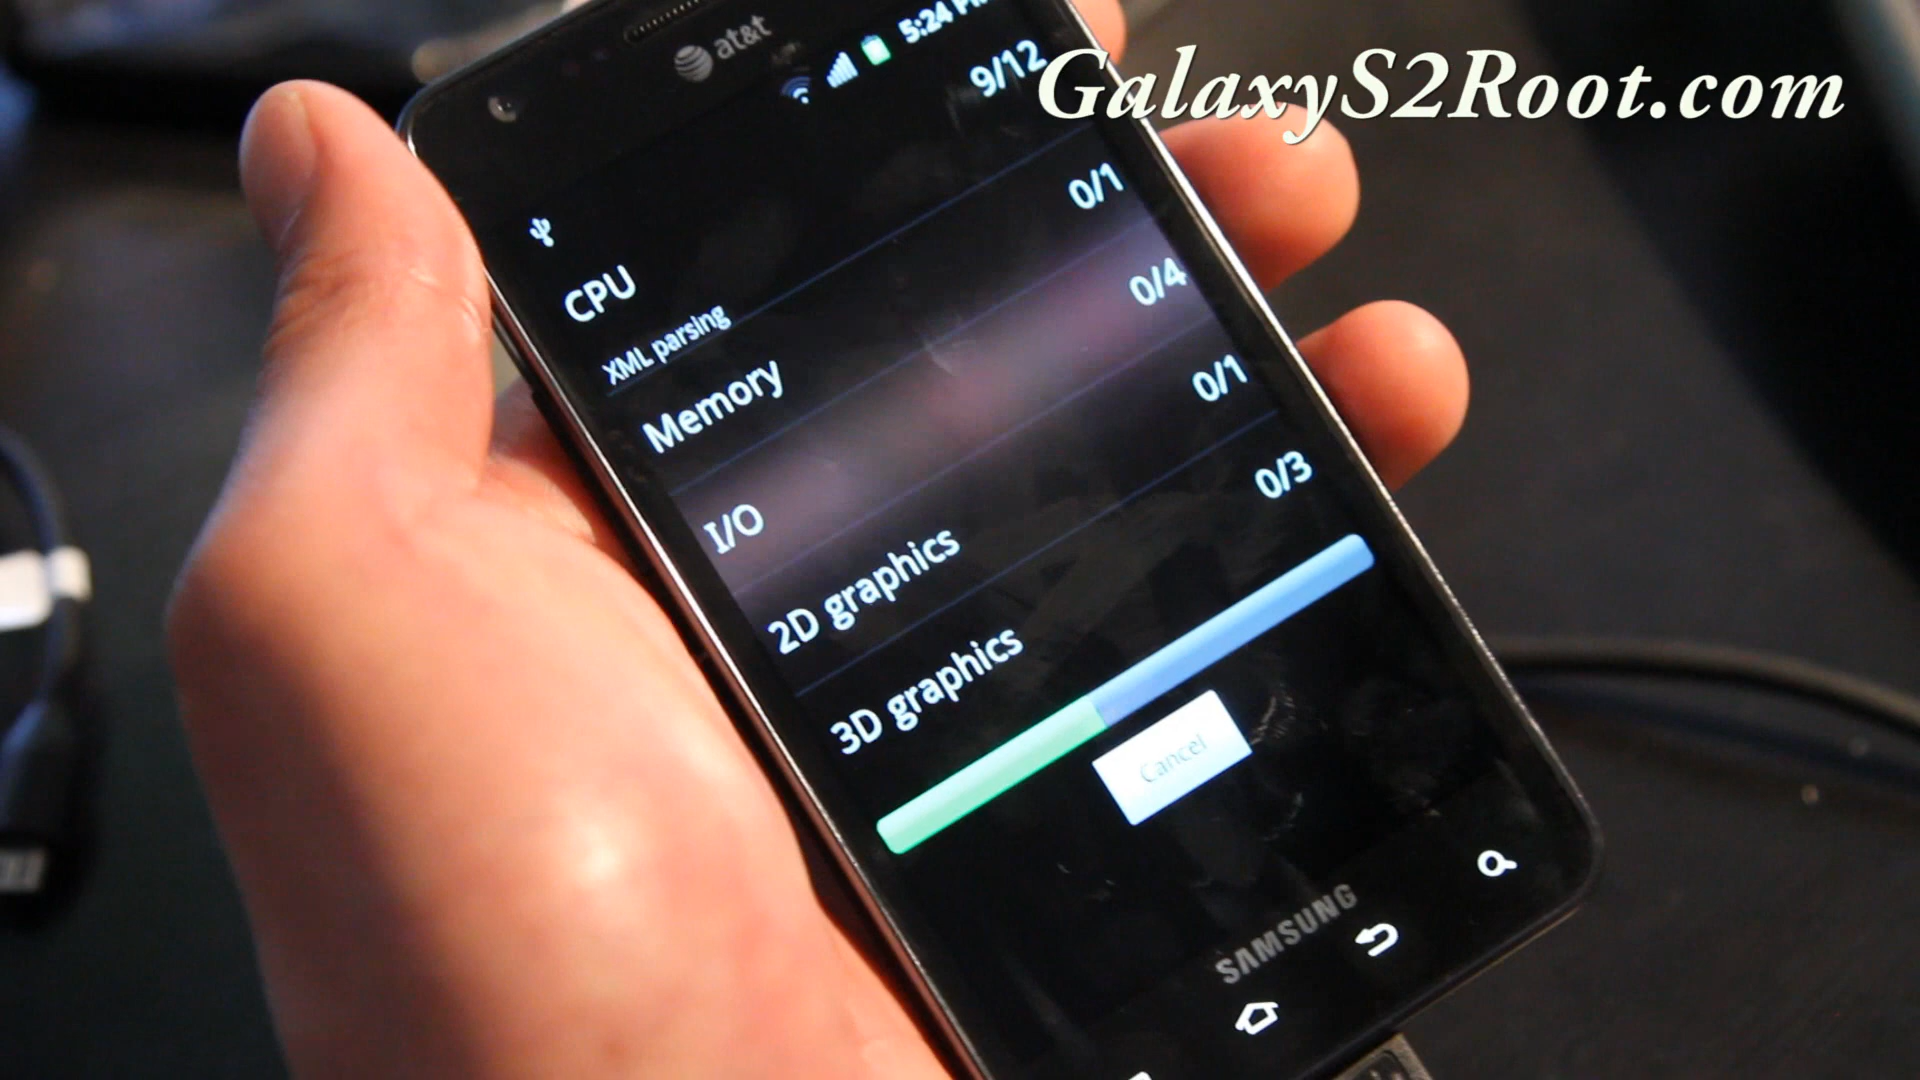 GalaxyS2Root.com
at&t
5:24
CPU 9/12
XML parsing
Memory 0/1
I/O 0/4
2D graphics 0/1
3D graphics 0/3
Cancel
SAMSUNG